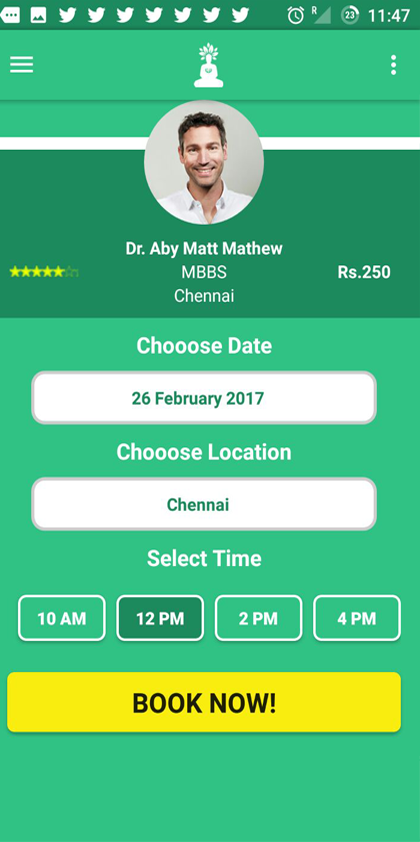 R
23
11:47
Dr. Aby Matt Mathew
MBBS
Rs.250
Chennai
Chooose Date
26 February 2017
Chooose Location
Chennai
Select Time
10 AM
12 PM
2 PM
4 PM
BOOK NOW!